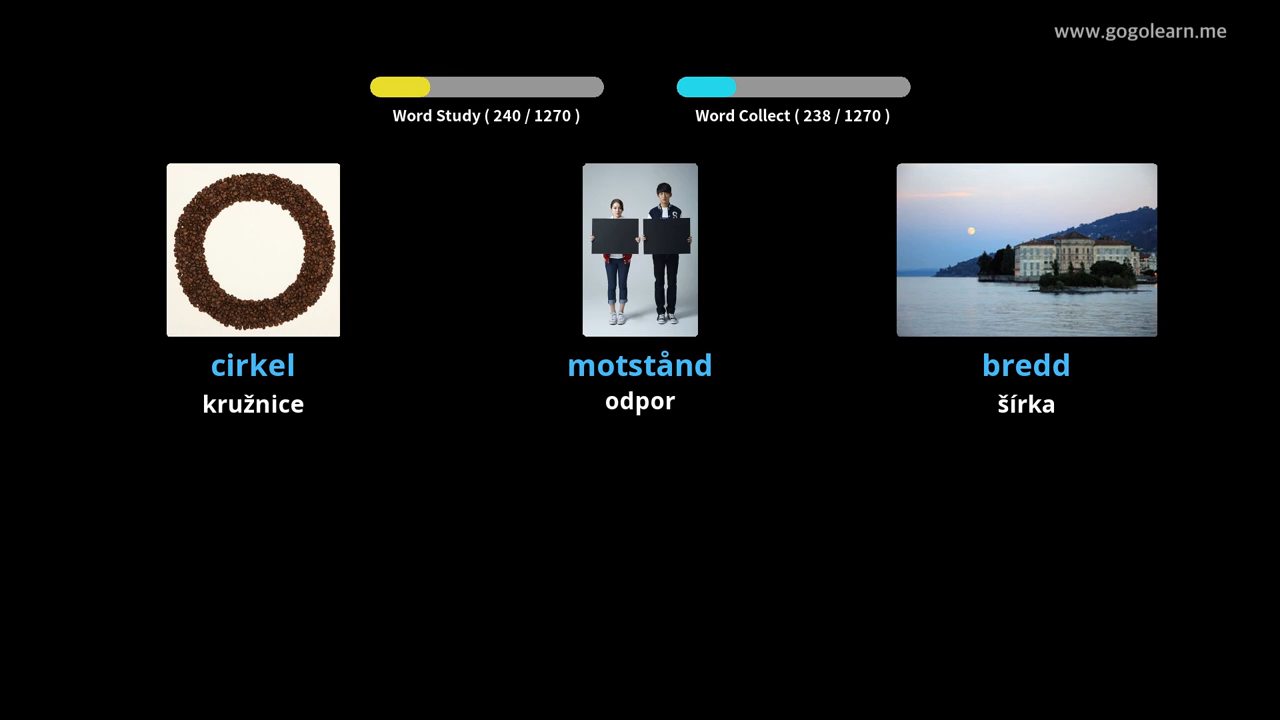 www.gogolearn.me
Word Study ( 240 / 1270 )
Word Collect ( 238 / 1270 )
cirkel
motstånd
bredd
kružnice
odpor
šírka